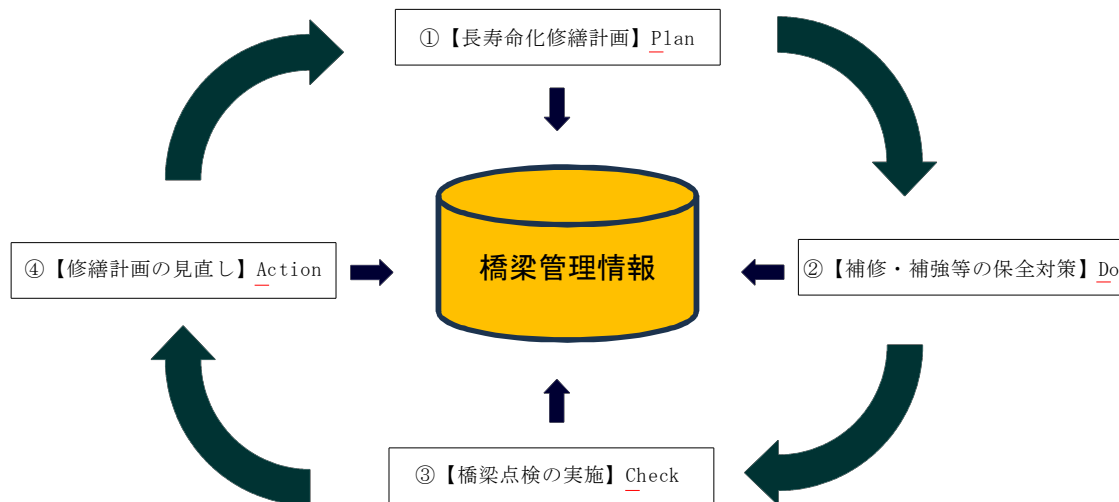 ①【長寿命化修繕計画】Plan
④【修繕計画の見直し】Action
橋梁管理情報
②【補修・補強等の保全対策】Do
③【橋梁点検の実施】Check